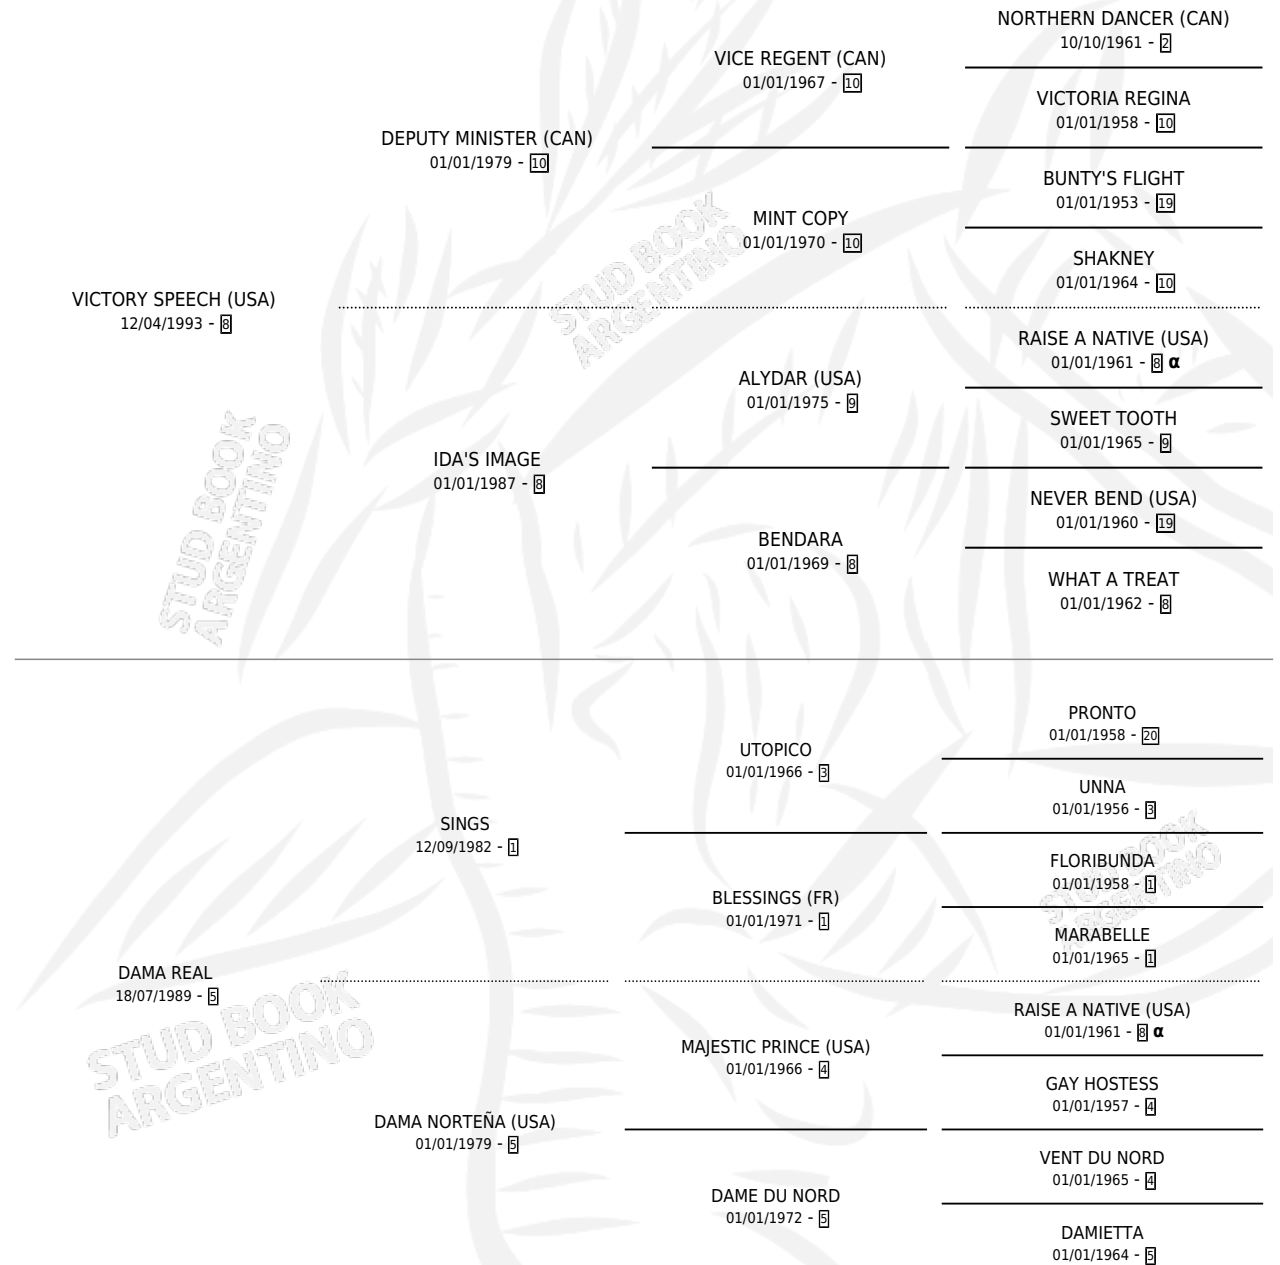 NORTHERN DANCER (CAN)
10/10/1961 - 2
VICE REGENT (CAN)
01/01/1967 - 10
VICTORIA REGINA
01/01/1958 - 10
DEPUTY MINISTER (CAN)
01/01/1979 - 10
BUNTY'S FLIGHT
01/01/1953 - 19
MINT COPY
01/01/1970 - 10
SHAKNEY
01/01/1964 - 10
VICTORY SPEECH (USA)
12/04/1993 - 8
RAISE A NATIVE (USA)
01/01/1961 - 8 α
ALYDAR (USA)
01/01/1975 - 9
SWEET TOOTH
01/01/1965 - 9
IDA'S IMAGE
01/01/1987 - 8
NEVER BEND (USA)
01/01/1960 - 19
BENDARA
01/01/1969 - 8
WHAT A TREAT
01/01/1962 - 8
PRONTO
01/01/1958 - 20
UTOPICO
01/01/1966 - 3
UNNA
01/01/1956 - 3
SINGS
12/09/1982 - 1
FLORIBUNDA
01/01/1958 - 1
BLESSINGS (FR)
01/01/1971 - 1
MARABELLE
01/01/1965 - 1
DAMA REAL
18/07/1989 - 5
RAISE A NATIVE (USA)
01/01/1961 - 8 α
MAJESTIC PRINCE (USA)
01/01/1966 - 4
GAY HOSTESS
01/01/1957 - 4
DAMA NORTEÑA (USA)
01/01/1979 - 5
VENT DU NORD
01/01/1965 - 4
DAME DU NORD
01/01/1972 - 5
DAMIETTA
01/01/1964 - 5
STUD BOOK
ARGENTINO
STUD BOOK
ARGENTINO
STUD BOOK
ARGENTINO
STUD BOOK
ARGENTINO